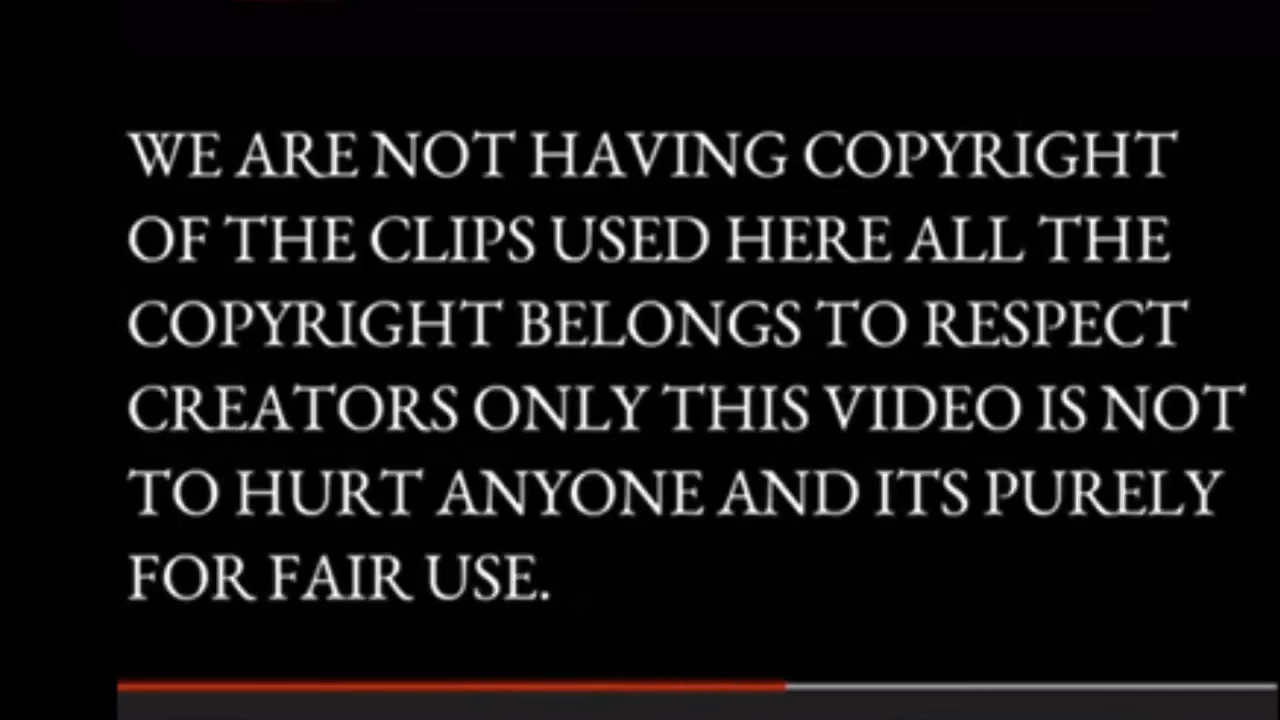 WE ARE NOT HAVING COPYRIGHT
OF THE CLIPS USED HERE ALL THE
COPYRIGHT BELONGS TO RESPECT
CREATORS ONLY THIS VIDEO IS NOT
TO HURT ANYONE AND ITS PURELY
FOR FAIR USE.